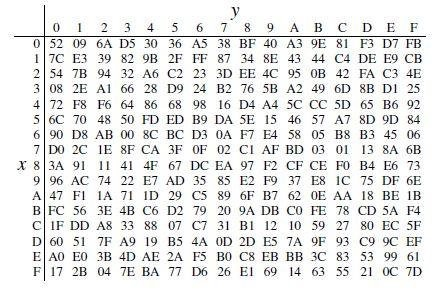 y
0 1 2 3 4 5 6 7 8 9 A B C D E F
0 52 09 6A D5 30 36 A5 38 BF 40 A3 9E 81 F3 D7 FB
1 7C E3 39 82 9B 2F FF 87 34 8E 43 44 C4 DE E9 CB
2 54 7B 94 32 A6 C2 23 3D EE 4C 95 0B 42 FA C3 4E
3 08 2E A1 66 28 D9 24 B2 76 5B A2 49 6D 8B D1 25
4 72 F8 F6 64 86 68 98 16 D4 A4 5C CC 5D 65 B6 92
5 6C 70 48 50 FD ED B9 DA 5E 15 46 57 A7 8D 9D 84
6 90 D8 AB 00 8C BC D3 0A F7 E4 58 05 B8 B3 45 06
7 D0 2C 1E 8F CA 3F 0F 02 C1 AF BD 03 01 13 8A 6B
x 8 3A 91 11 41 4F 67 DC EA 97 F2 CF CE F0 B4 E6 73
9 96 AC 74 22 E7 AD 35 85 E2 F9 37 E8 1C 75 DF 6E
A 47 F1 1A 71 1D 29 C5 89 6F B7 62 0E AA 18 BE 1B
B FC 56 3E 4B C6 D2 79 20 9A DB C0 FE 78 CD 5A F4
C 1F DD A8 33 88 07 C7 31 B1 12 10 59 27 80 EC 5F
D 60 51 7F A9 19 B5 4A 0D 2D E5 7A 9F 93 C9 9C EF
E A0 E0 3B 4D AE 2A F5 B0 C8 EB BB 3C 83 53 99 61
F 17 2B 04 7E BA 77 D6 26 E1 69 14 63 55 21 0C 7D